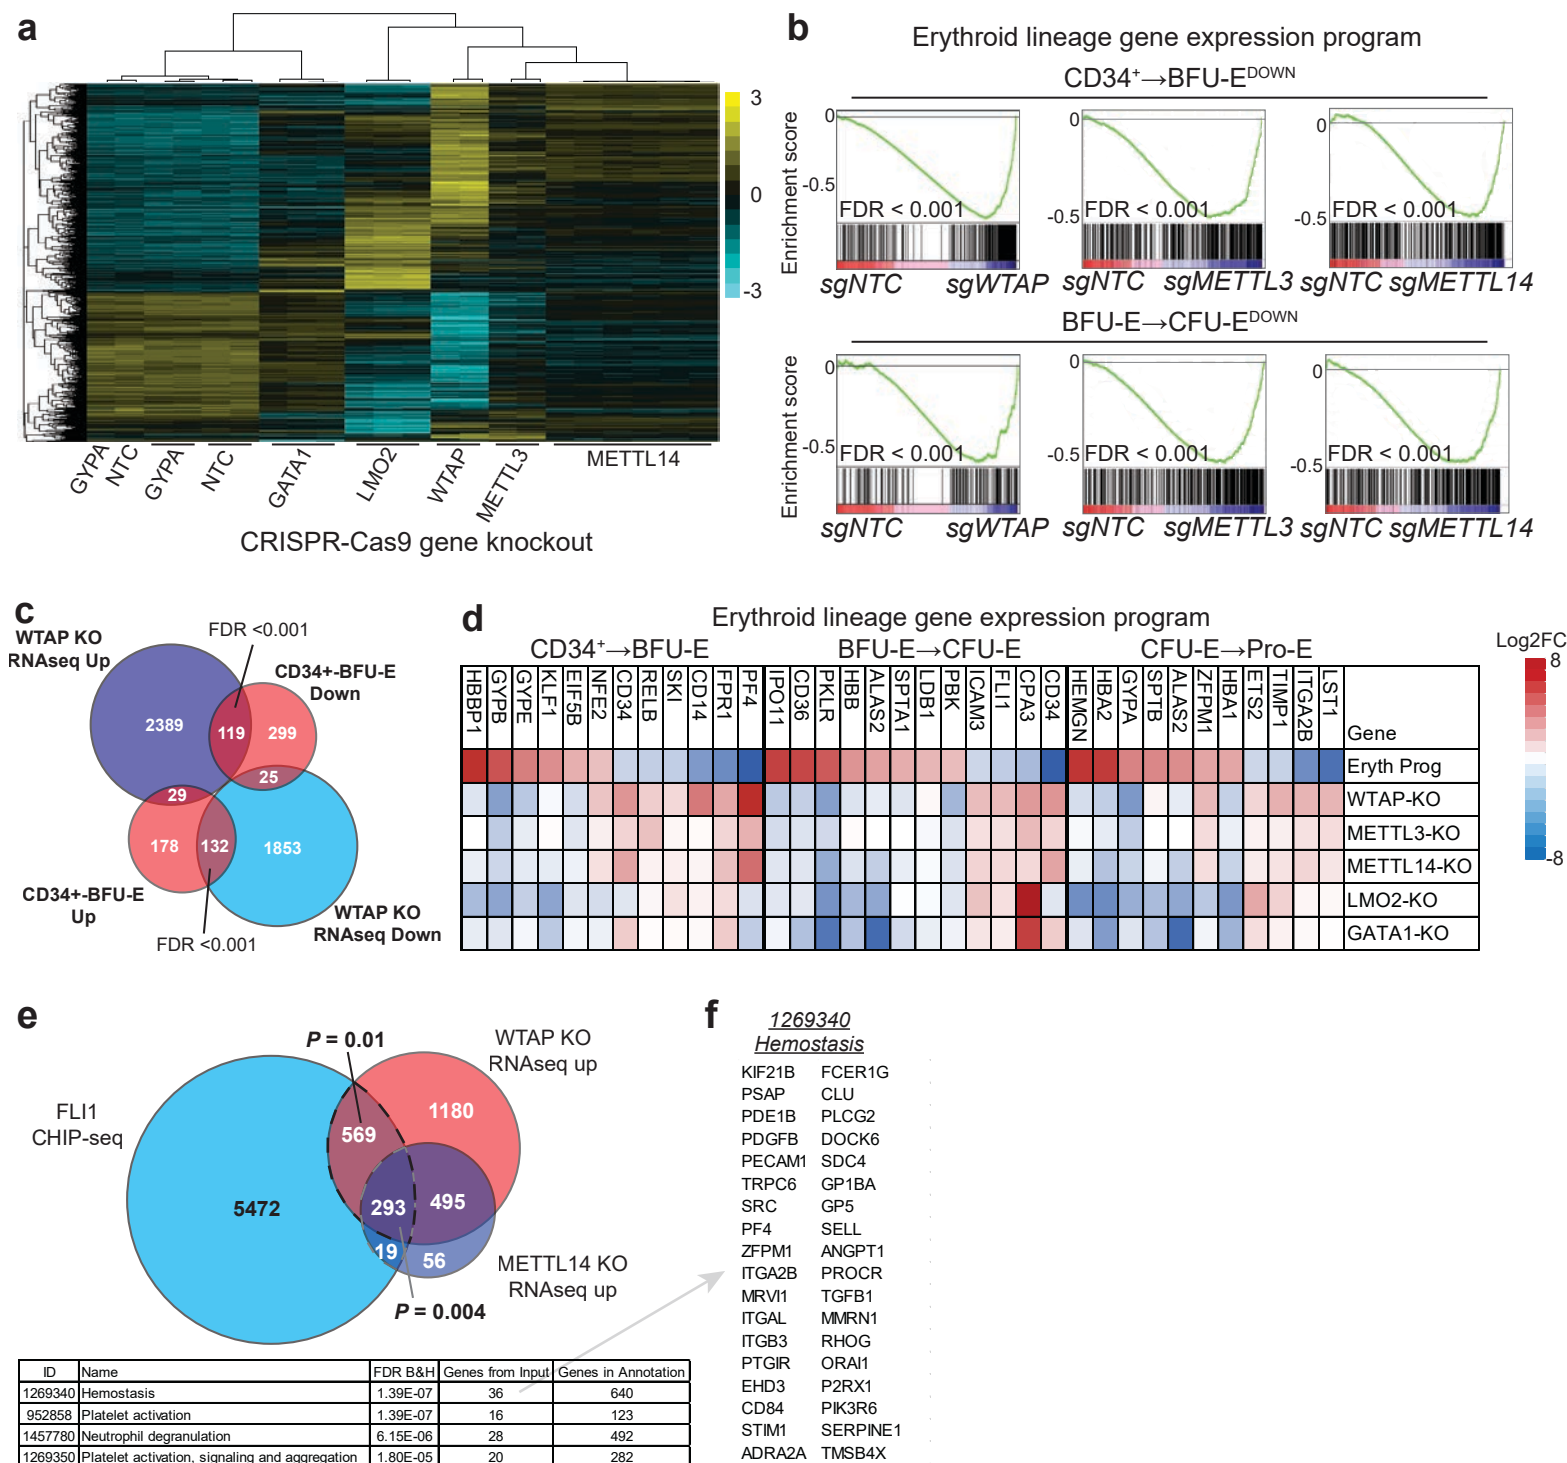 a
3
0
-3
GYPA
NTC
GYPA
NTC
GATA1
LMO2
WTAP
METTL3
METTL14
CRISPR-Cas9 gene knockout
b
Erythroid lineage gene expression program
CD34+→BFU-E DOWN
Enrichment score
0
-0.5
FDR < 0.001
sgNTC sgWTAP
0
-0.5
FDR < 0.001
sgNTC sgMETTL3
0
-0.5
FDR < 0.001
sgNTC sgMETTL14
BFU-E→CFU-E DOWN
Enrichment score
0
-0.5
FDR < 0.001
sgNTC sgWTAP
0
-0.5
FDR < 0.001
sgNTC sgMETTL3
0
-0.5
FDR < 0.001
sgNTC sgMETTL14
c
WTAP KO
RNAseq Up
FDR <0.001
CD34+-BFU-E
Down
2389
119
299
25
29
178
132
1853
CD34+-BFU-E
Up
FDR <0.001
WTAP KO
RNAseq Down
d
Erythroid lineage gene expression program
CD34+→BFU-E BFU-E→CFU-E CFU-E→Pro-E
HBBP1 GYPB GYPE KLF1 EIF5B NFE2 CD34 RELB SKI CD14 FPR1 PF4 IPO11 CD36 PKLR HBB ALAS2 SPTA1 LDB1 PBK ICAM3 FLI1 CPA3 CD34 HEMGN HBA2 GYPA SPTB ALAS2 ZFPM1 HBA1 ETS2 TIMP1 ITGA2B LST1 Gene
Eryth Prog
WTAP-KO
METTL3-KO
METTL14-KO
LMO2-KO
GATA1-KO
Log2FC
8
-8
e
P = 0.01
WTAP KO
RNAseq up
FLI1
CHIP-seq
1180
569
5472
293
495
19
56
METTL14 KO
RNAseq up
P = 0.004
ID Name FDR B&H Genes from Input Genes in Annotation
1269340 Hemostasis 1.39E-07 36 640
952858 Platelet activation 1.39E-07 16 123
1457780 Neutrophil degranulation 6.15E-06 28 492
1269350 Platelet activation, signaling and aggregation 1.80E-05 20 282
f
1269340
Hemostasis
KIF21B FCER1G
PSAP CLU
PDE1B PLCG2
PDGFB DOCK6
PECAM1 SDC4
TRPC6 GP1BA
SRC GP5
PF4 SELL
ZFPM1 ANGPT1
ITGA2B PROCR
MRVI1 TGFB1
ITGAL MMRN1
ITGB3 RHOG
PTGIR ORAI1
EHD3 P2RX1
CD84 PIK3R6
STIM1 SERPINE1
ADRA2A TMSB4X